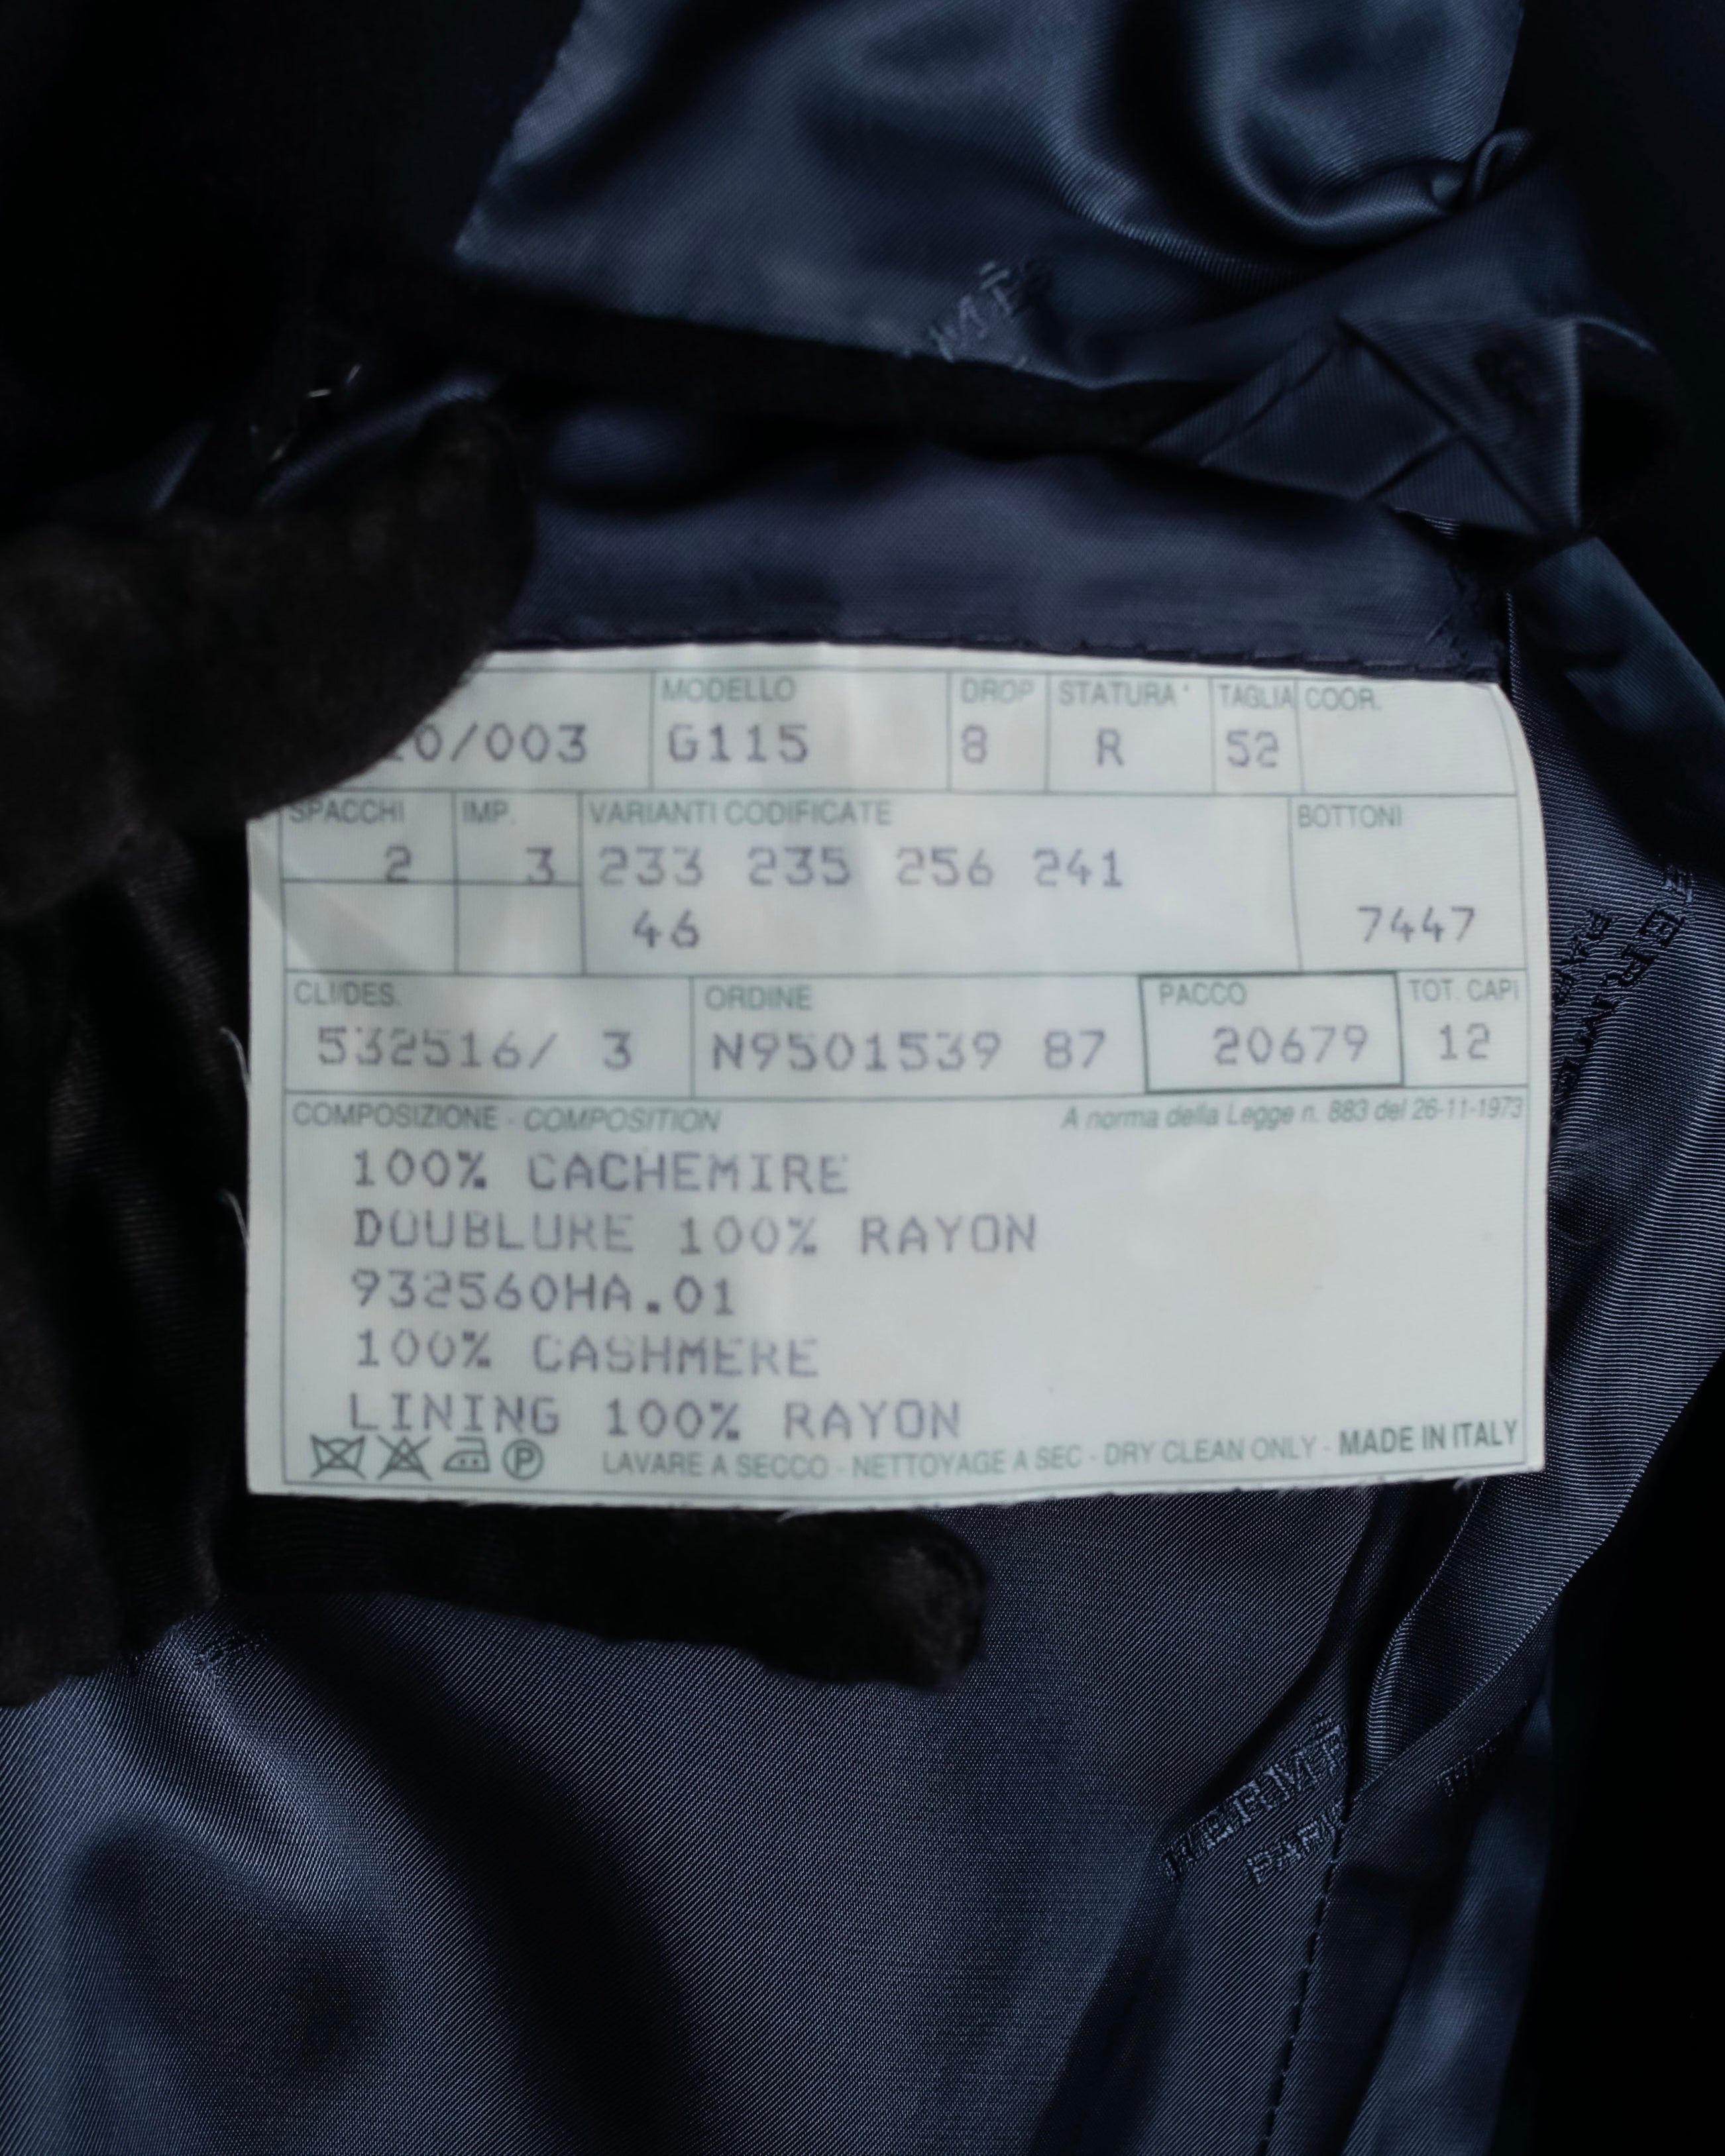 MODELLO DROP STATURA TAGLIA COOR.
10/003 G115 8 R 52
SPACCHI IMP. VARIANTI CODIFICATE BOTTONI
2 3 233 235 256 241
46 7447
CLI/DES. ORDINE PACCO TOT. CAPI
532516/ 3 N9501539 87 20679 12
COMPOSIZIONE - COMPOSITION A norma della Legge n. 883 del 26-11-1973
100% CACHEMIRE
DOUBLURE 100% RAYON
932560HA.01
100% CASHMERE
LINING 100% RAYON
P LAVARE A SECCO - NETTOYAGE A SEC - DRY CLEAN ONLY - MADE IN ITALY
HERMÈ
PARI